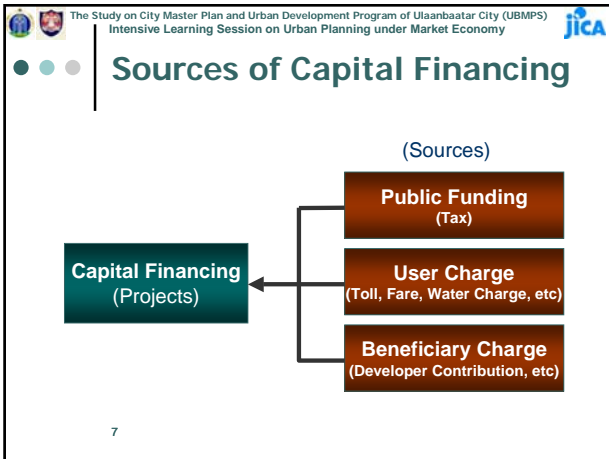 The Study on City Master Plan and Urban Development Program of Ulaanbaatar City (UBMPS)
Intensive Learning Session on Urban Planning under Market Economy
jICA
Sources of Capital Financing
(Sources)
Public Funding
(Tax)
Capital Financing
(Projects)
User Charge
(Toll, Fare, Water Charge, etc)
Beneficiary Charge
(Developer Contribution, etc)
7